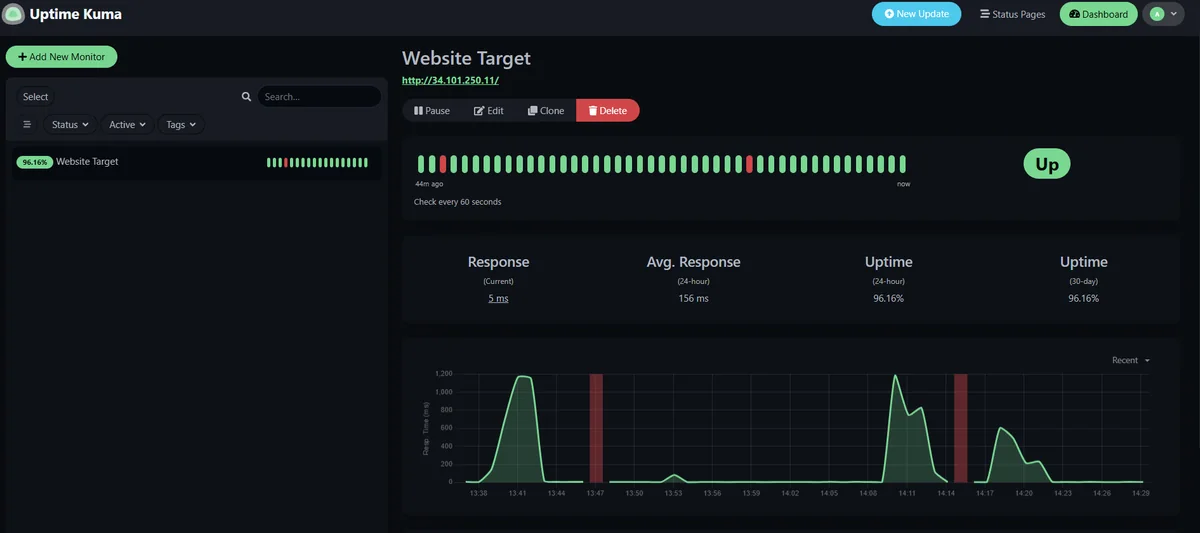 Uptime Kuma
New Update
Status Pages
Dashboard
A
Add New Monitor
Select
Search...
Status
Active
Tags
96.16% Website Target
Website Target
http://34.101.250.11/
Pause
Edit
Clone
Delete
44m ago
now
Check every 60 seconds
Up
Response
(Current)
5 ms
Avg. Response
(24-hour)
156 ms
Uptime
(24-hour)
96.16%
Uptime
(30-day)
96.16%
Recent
Resp. Time (ms)
1,200
1,000
800
600
400
200
0
13:38 13:41 13:44 13:47 13:50 13:53 13:56 13:59 14:02 14:05 14:08 14:11 14:14 14:17 14:20 14:23 14:26 14:29